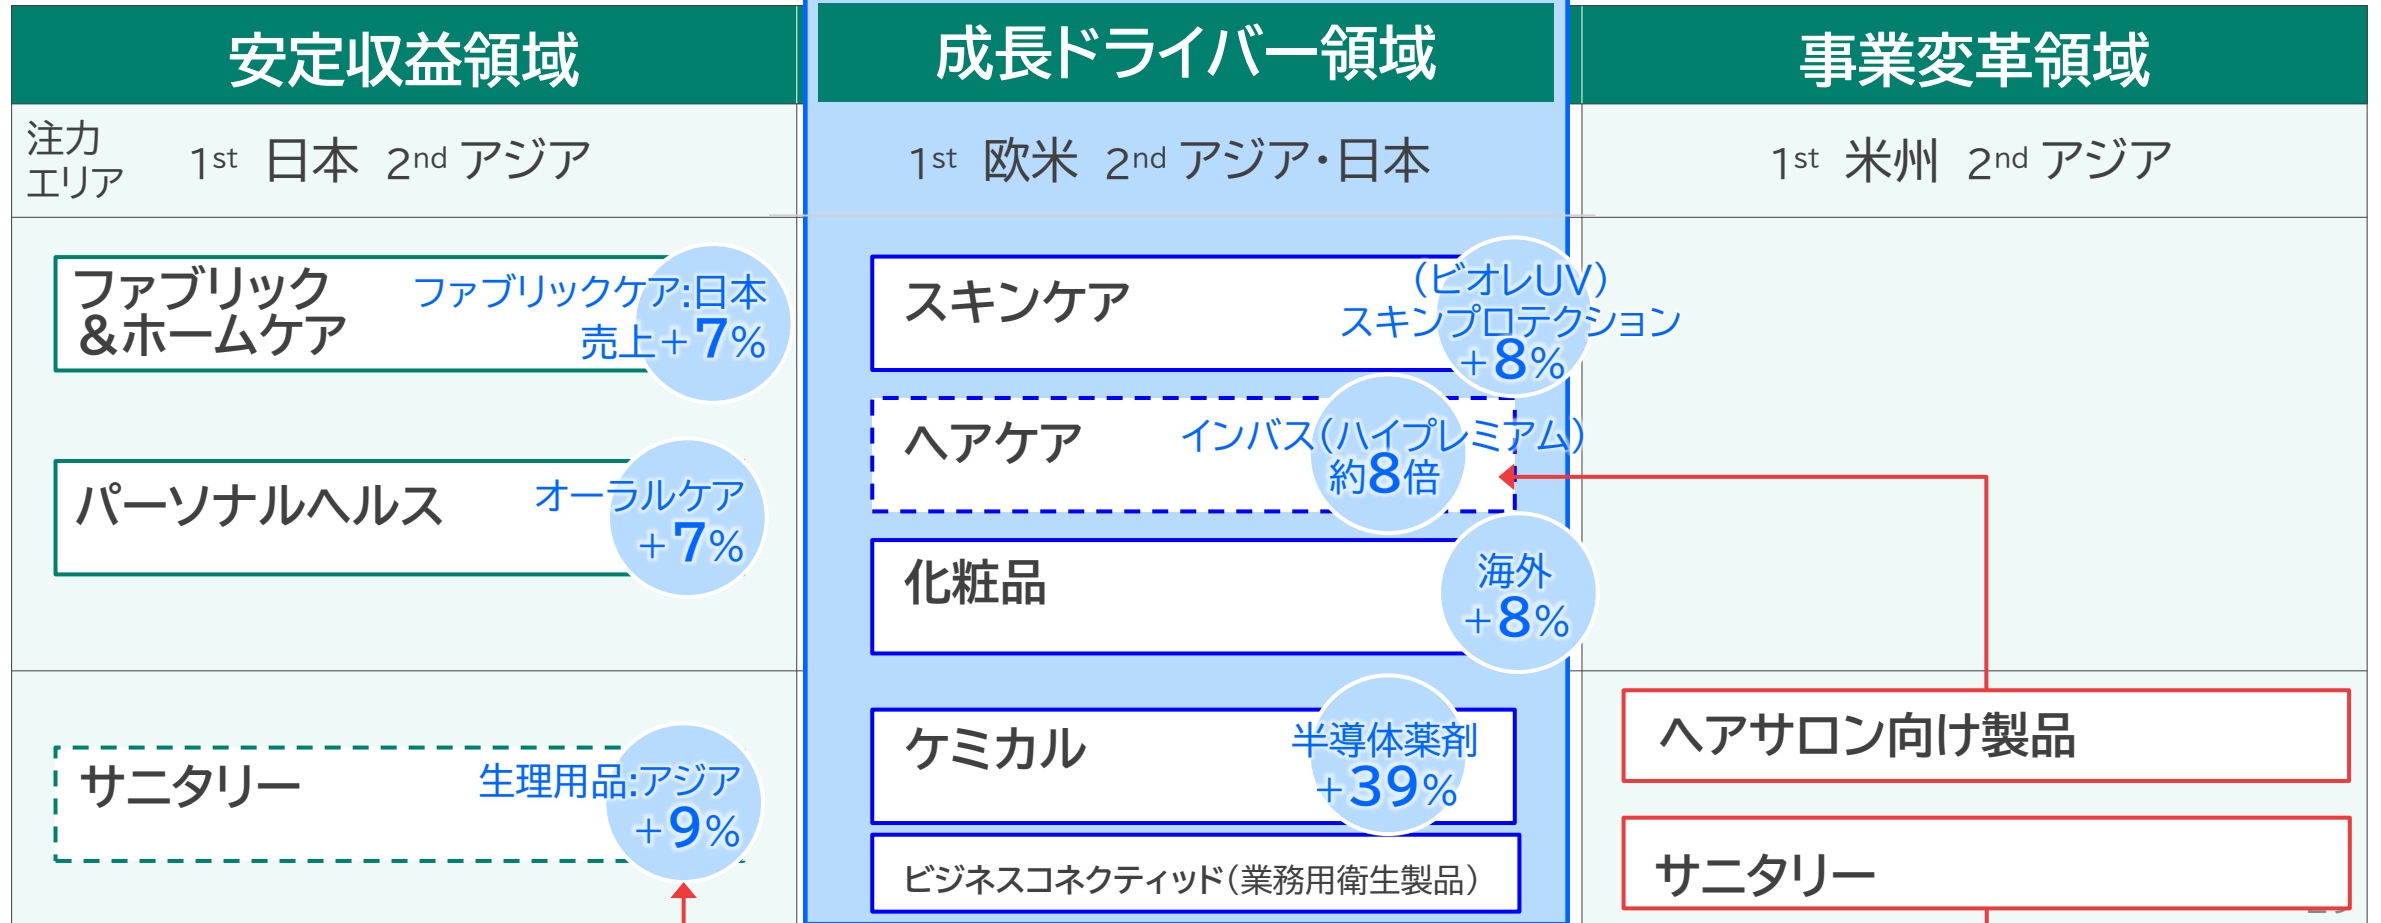 安定収益領域
成長ドライバー領域
事業変革領域
注力
エリア
1st 日本 2nd アジア
1st 欧米 2nd アジア・日本
1st 米州 2nd アジア
ファブリック
&ホームケア
ファブリックケア:日本
売上+7%
パーソナルヘルス
オーラルケア
+7%
サニタリー
生理用品:アジア
+9%
スキンケア
(ビオレUV)
スキンプロテクション
+8%
ヘアケア
インバス(ハイプレミアム)
約8倍
化粧品
海外
+8%
ケミカル
半導体薬剤
+39%
ビジネスコネクティッド(業務用衛生製品)
ヘアサロン向け製品
サニタリー